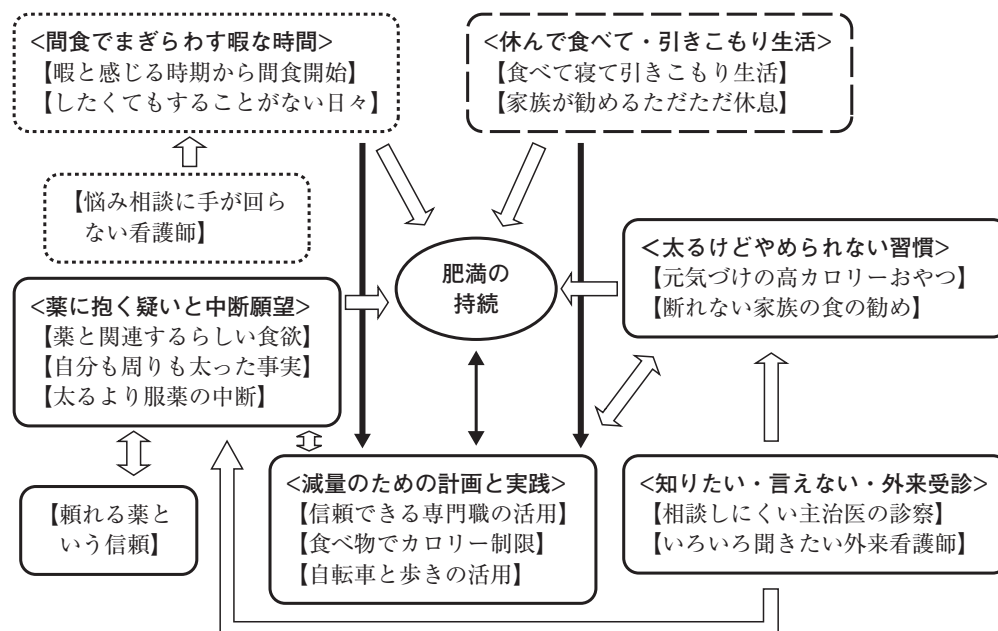 <間食でまぎらわす暇な時間>
【暇と感じる時期から間食開始】
【したくてもすることがない日々】
<休んで食べて・引きこもり生活>
【食べて寝て引きこもり生活】
【家族が勧めるただただ休息】
【悩み相談に手が回ら
ない看護師】
肥満の
持続
<太るけどやめられない習慣>
【元気づけの高カロリーおやつ】
【断れない家族の食の勧め】
<薬に抱く疑いと中断願望>
【薬と関連するらしい食欲】
【自分も周りも太った事実】
【太るより服薬の中断】
【頼れる薬と
いう信頼】
<減量のための計画と実践>
【信頼できる専門職の活用】
【食べ物でカロリー制限】
【自転車と歩きの活用】
<知りたい・言えない・外来受診>
【相談しにくい主治医の診察】
【いろいろ聞きたい外来看護師】